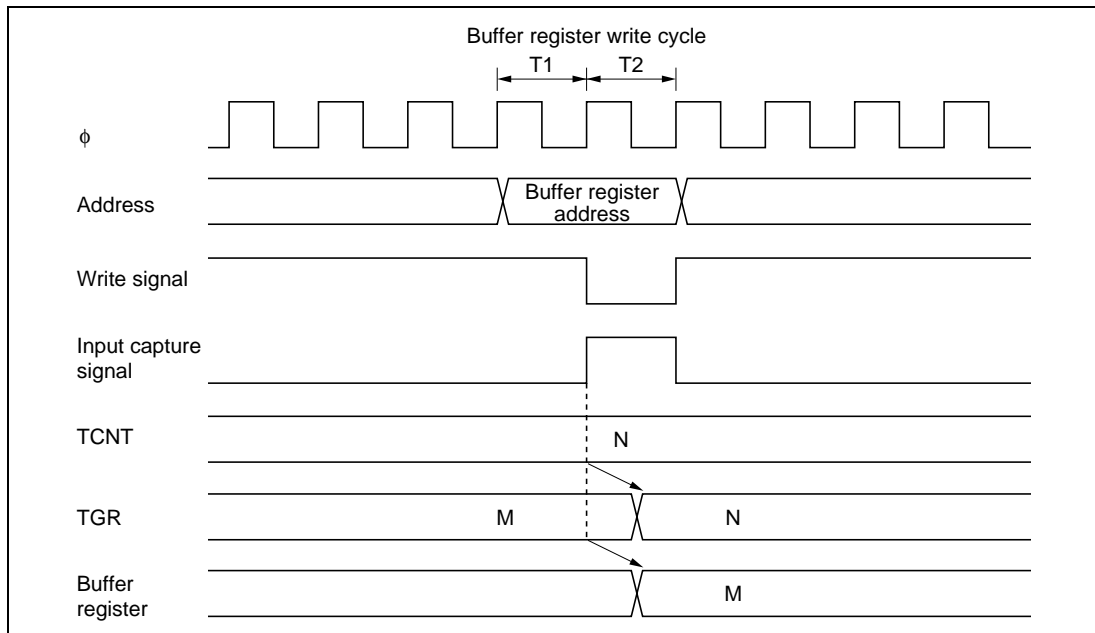 Buffer register write cycle
T1 T2
ϕ
Address
Buffer register
address
Write signal
Input capture
signal
TCNT
N
TGR
M N
Buffer
register
M